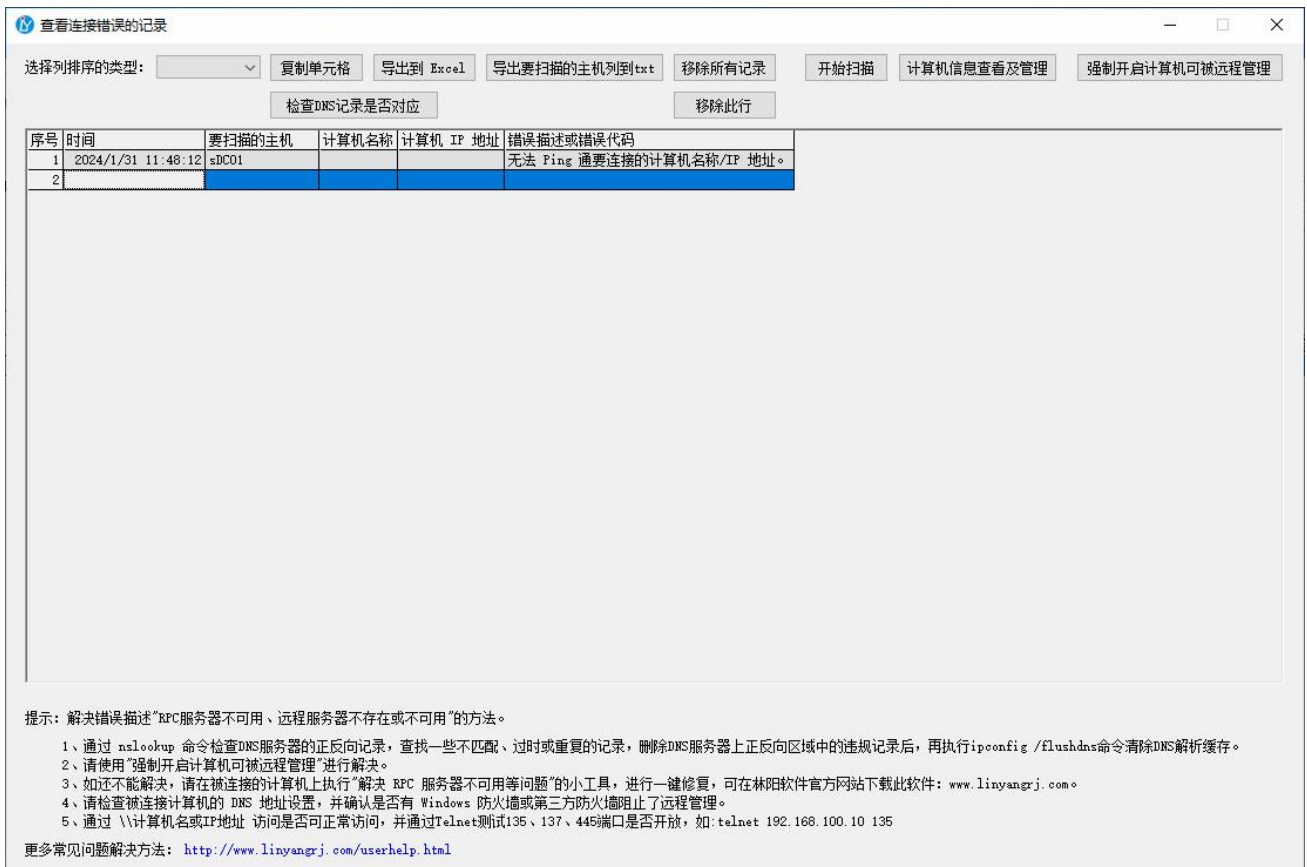 查看连接错误的记录
选择列排序的类型： 复制单元格 导出到 Excel 导出要扫描的主机列到txt 移除所有记录 开始扫描 计算机信息查看及管理 强制开启计算机可被远程管理
检查DNS记录是否对应 移除此行
序号 时间 要扫描的主机 计算机名称 计算机 IP 地址 错误描述或错误代码
1 2024/1/31 11:48:12 sDC01 无法 Ping 通要连接的计算机名称/IP 地址。
2
提示：解决错误描述"RPC服务器不可用、远程服务器不存在或不可用"的方法。
1、通过 nslookup 命令检查DNS服务器的正反向记录，查找一些不匹配、过时或重复的记录，删除DNS服务器上正反向区域中的违规记录后，再执行ipconfig /flushdns命令清除DNS解析缓存。
2、请使用"强制开启计算机可被远程管理"进行解决。
3、如还不能解决，请在被连接的计算机上执行"解决 RPC 服务器不可用等问题"的小工具，进行一键修复，可在林阳软件官方网站下载此软件：www.linyangrj.com。
4、请检查被连接计算机的 DNS 地址设置，并确认是否有 Windows 防火墙或第三方防火墙阻止了远程管理。
5、通过 \\计算机名或IP地址 访问是否可正常访问，并通过Telnet测试135、137、445端口是否开放，如:telnet 192.168.100.10 135
更多常见问题解决方法：http://www.linyangrj.com/userhelp.html